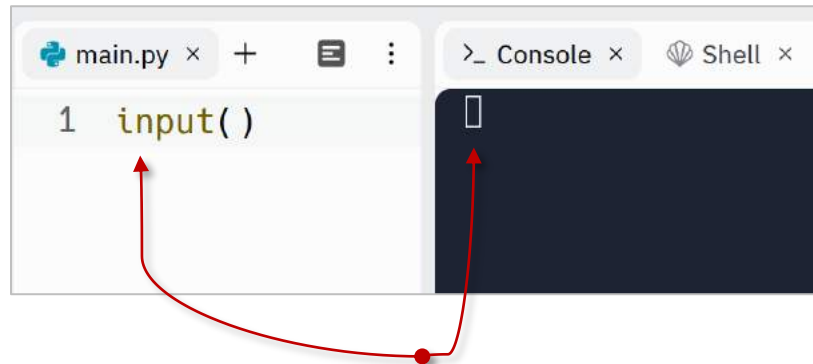 main.py × +
1 input()
>_ Console ×
Shell ×